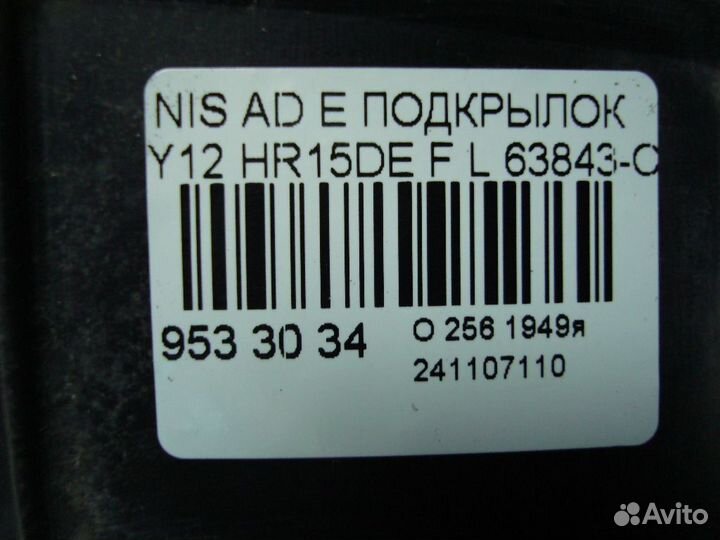 NIS AD E ПОДКРЫЛОК
Y12 HR15DE F L 63843-C
953 30 34
О 256 1949я
241107110
Avito